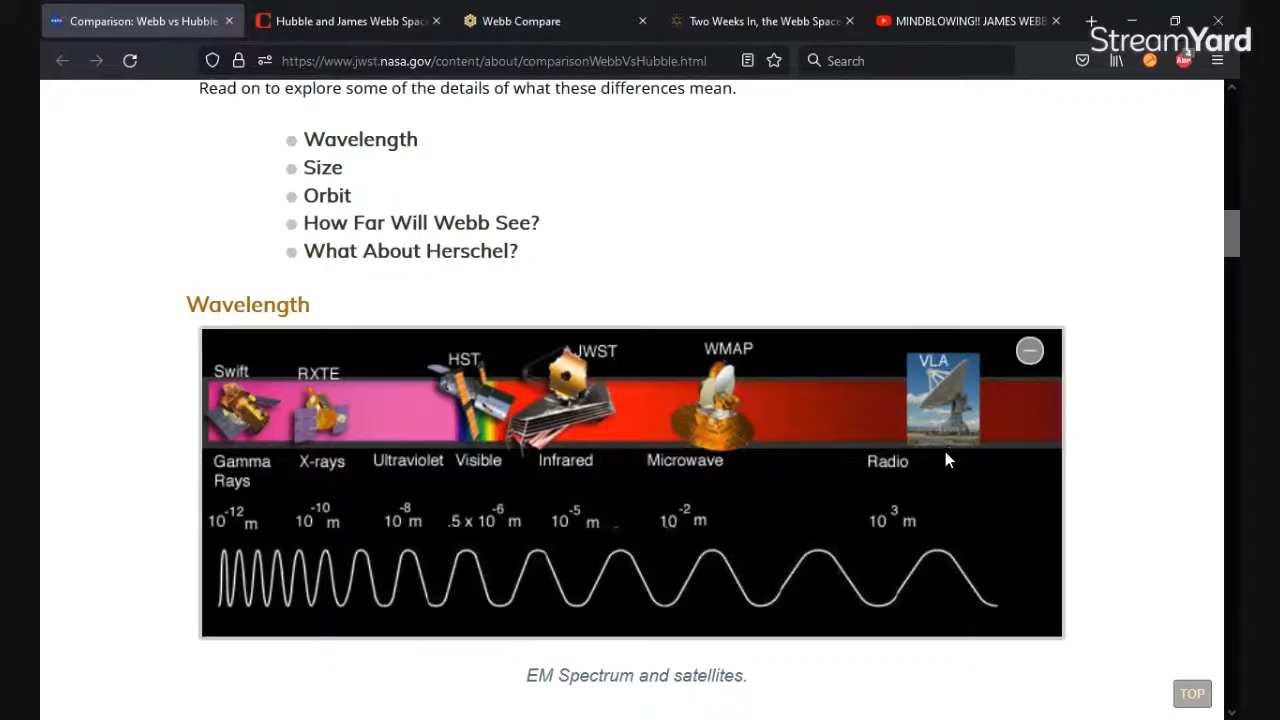 Comparison: Webb vs Hubble
Hubble and James Webb Spac
Webb Compare
Two Weeks In, the Webb Space
MINDBLOWING!! JAMES WEBB
StreamYard
https://www.jwst.nasa.gov/content/about/comparisonWebbVsHubble.html
Search
4
ABP
Read on to explore some of the details of what these differences mean.
Wavelength
Size
Orbit
How Far Will Webb See?
What About Herschel?
Wavelength
Swift
RXTE
HST
JWST
WMAP
VLA
Gamma Rays
X-rays
Ultraviolet
Visible
Infrared
Microwave
Radio
10⁻¹² m
10⁻¹⁰ m
10⁻⁸ m
.5 x 10⁻⁶ m
10⁻⁵ m
10⁻² m
10³ m
EM Spectrum and satellites.
TOP